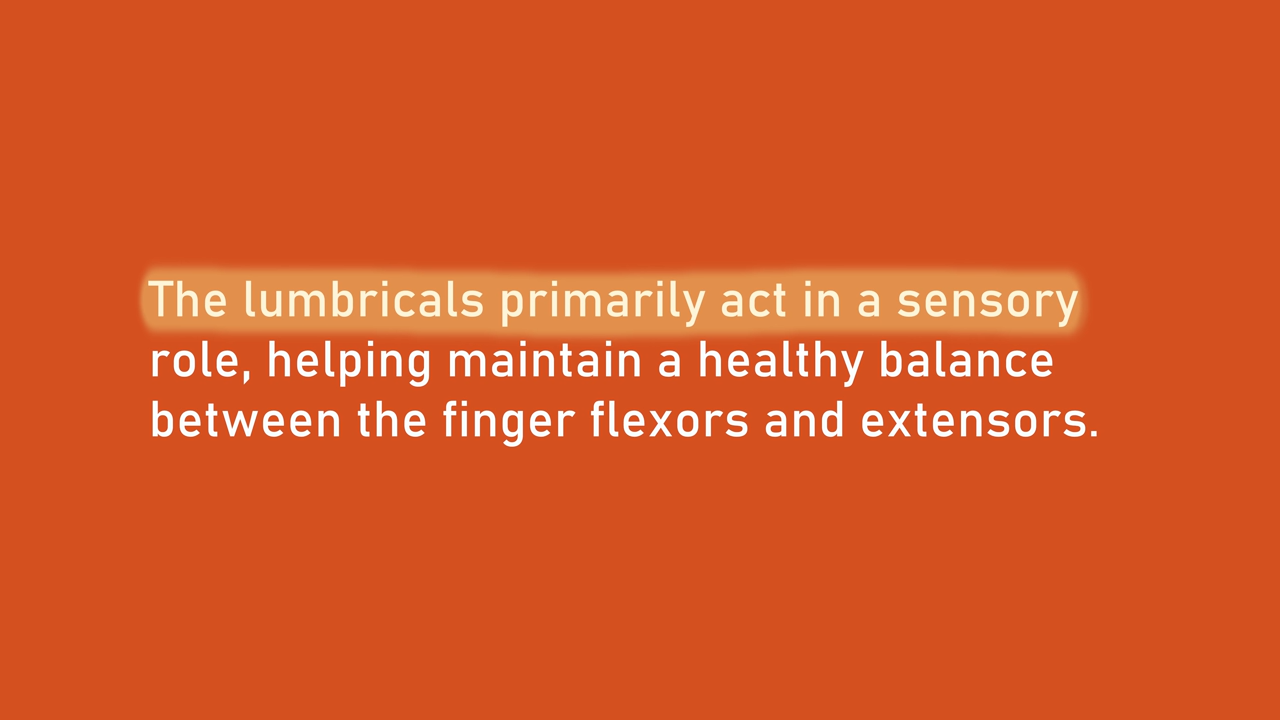 The lumbricals primarily act in a sensory
role, helping maintain a healthy balance
between the finger flexors and extensors.